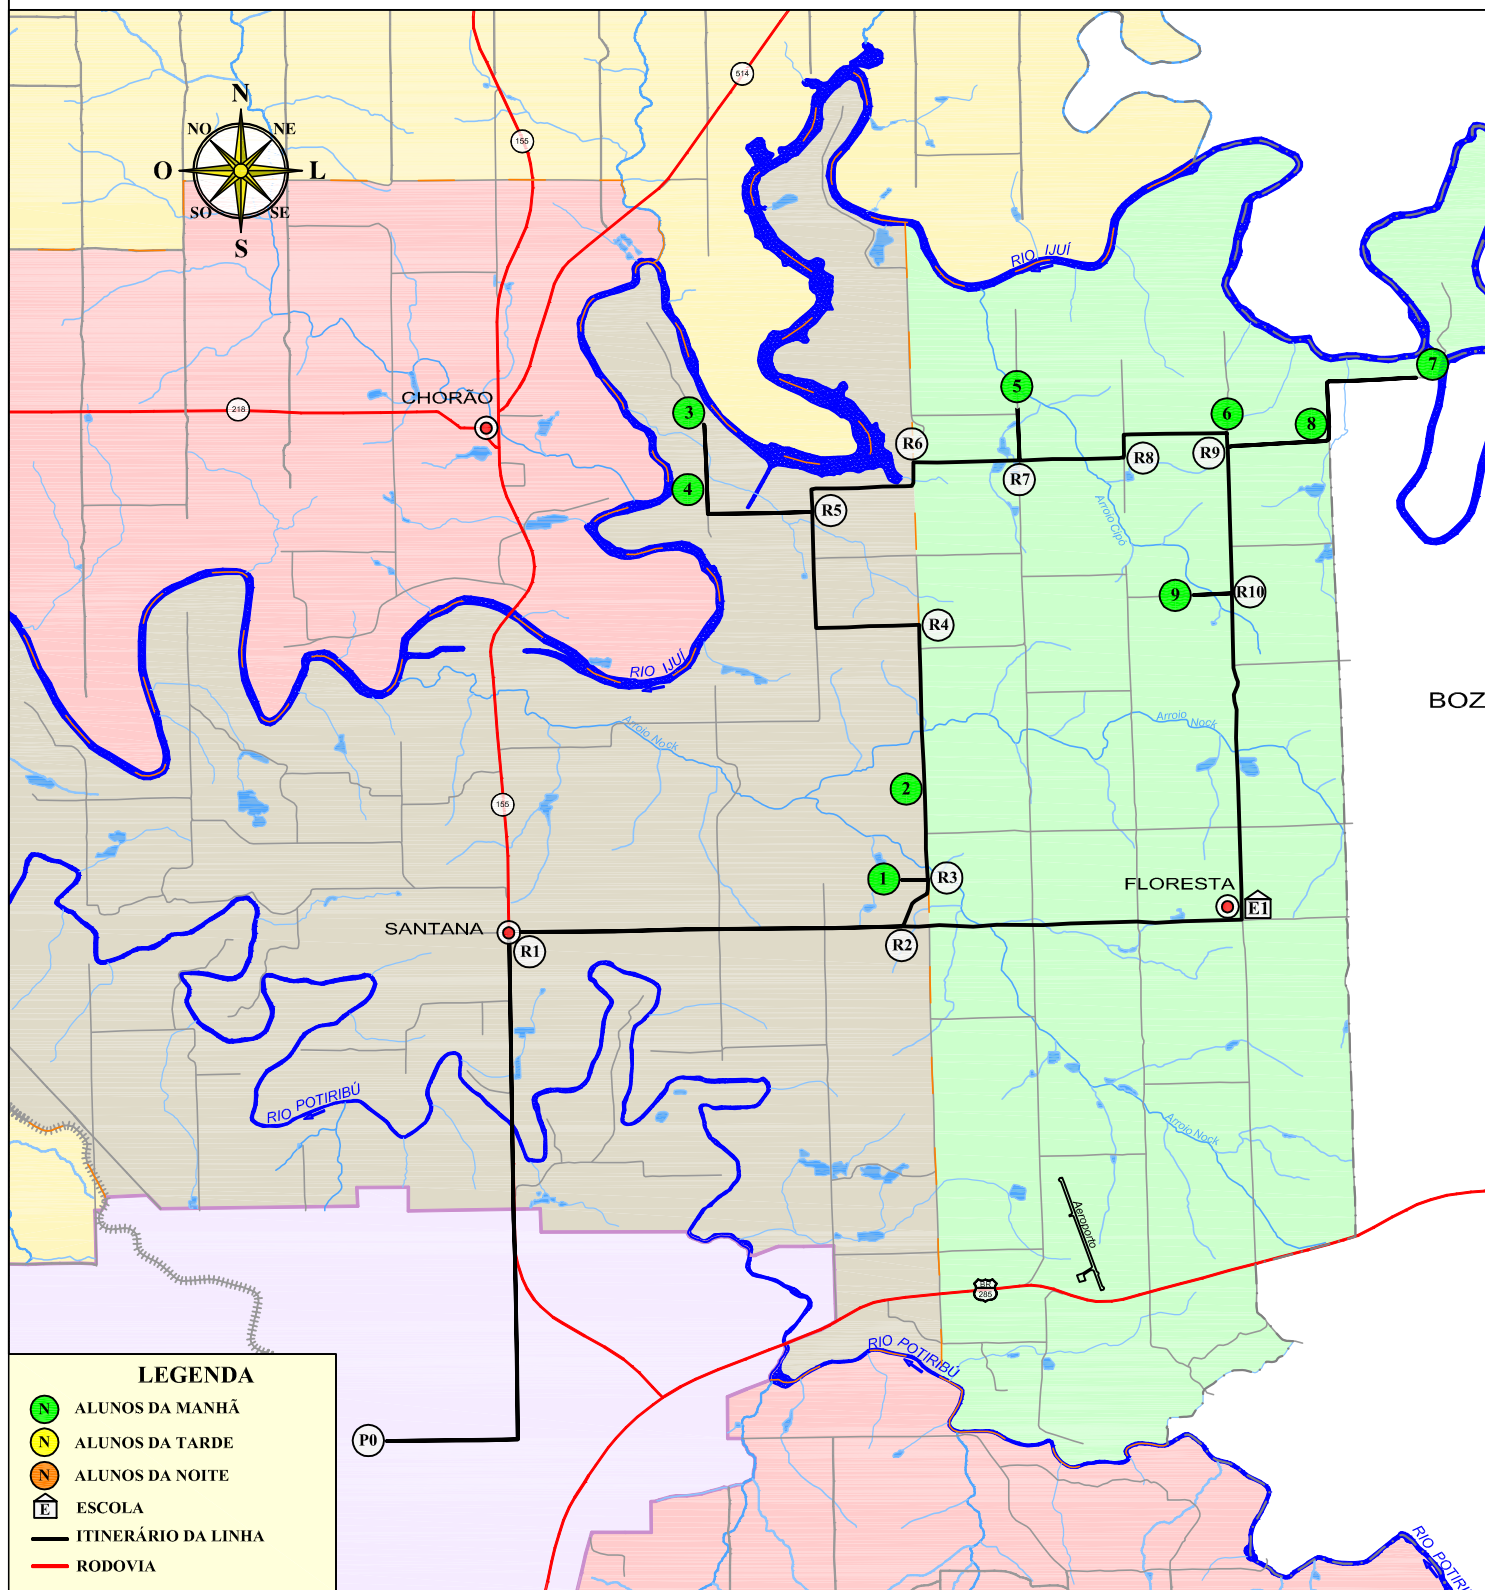 N
NO
NE
O
L
SO
SE
S
514
155
RIO IJUÍ
CHORÃO
218
3
5
6
7
8
R6
R8
R9
R7
4
R5
Arroio Cipó
9
R10
R4
RIO IJUÍ
BOZ
Arroio Nock
Arroio Nock
2
155
1
R3
FLORESTA
E1
SANTANA
R1
R2
RIO POTIRIBÚ
Arroio Nock
Aeroporto
BR
285
RIO POTIRIBÚ
P0
RIO POTIRI
LEGENDA
N ALUNOS DA MANHÃ
N ALUNOS DA TARDE
N ALUNOS DA NOITE
E ESCOLA
ITINERÁRIO DA LINHA
RODOVIA